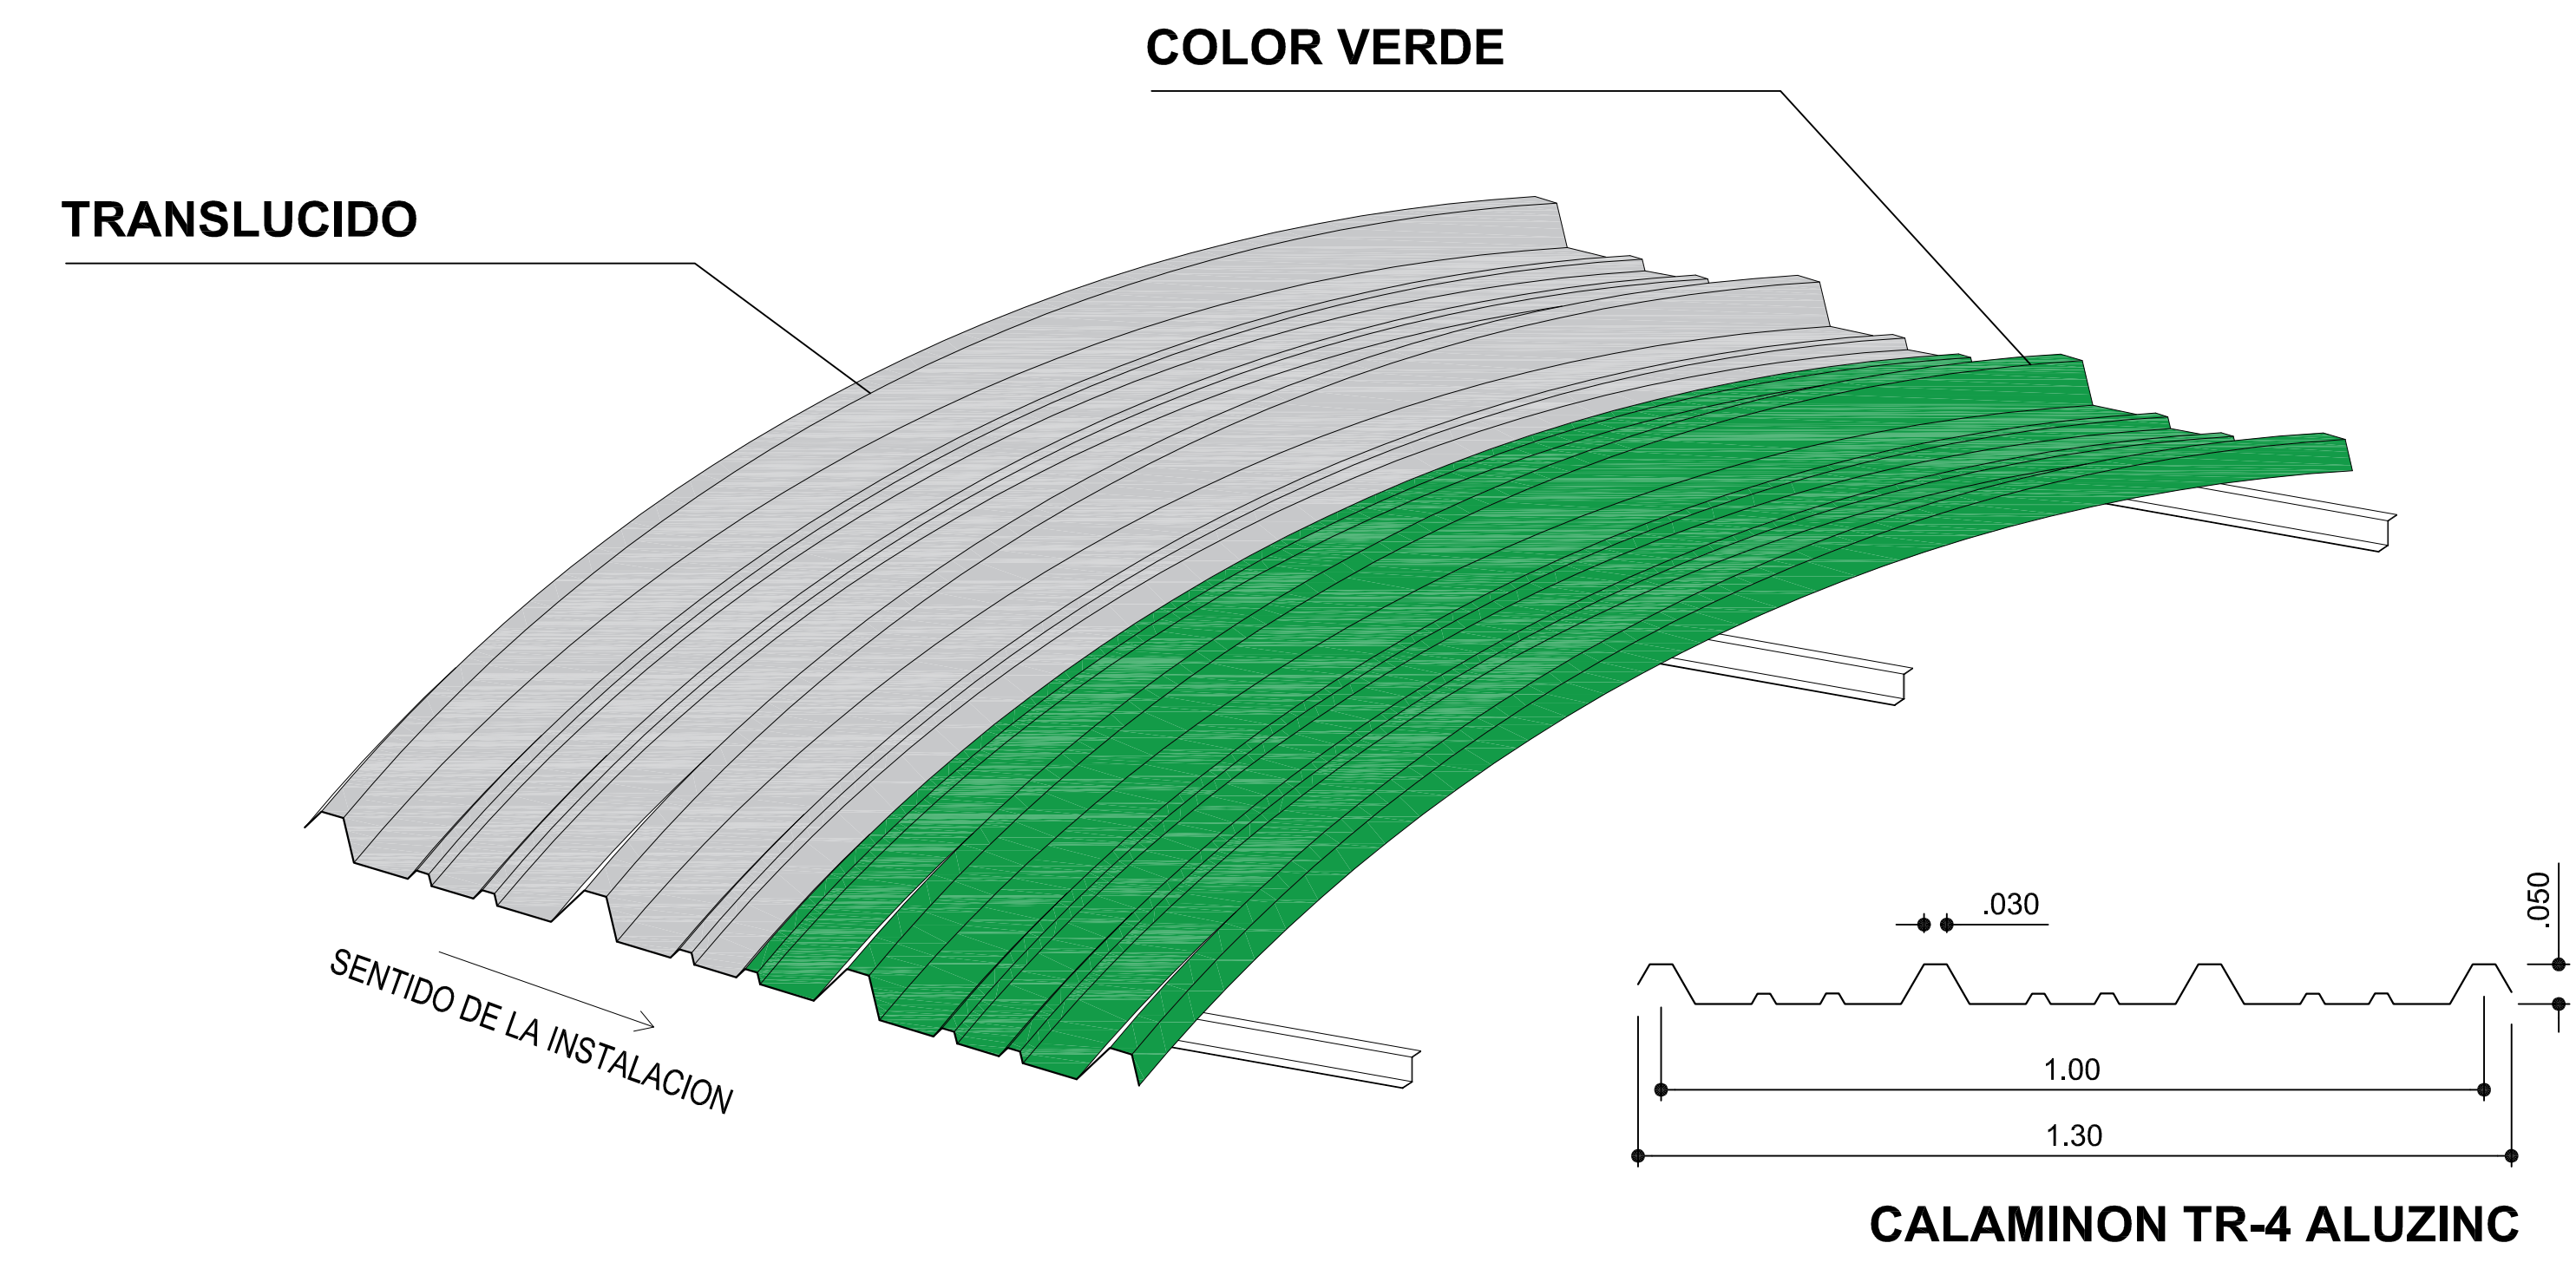 COLOR VERDE
TRANSLUCIDO
SENTIDO DE LA INSTALACION
.030
.050
1.00
1.30
CALAMINON TR-4 ALUZINC